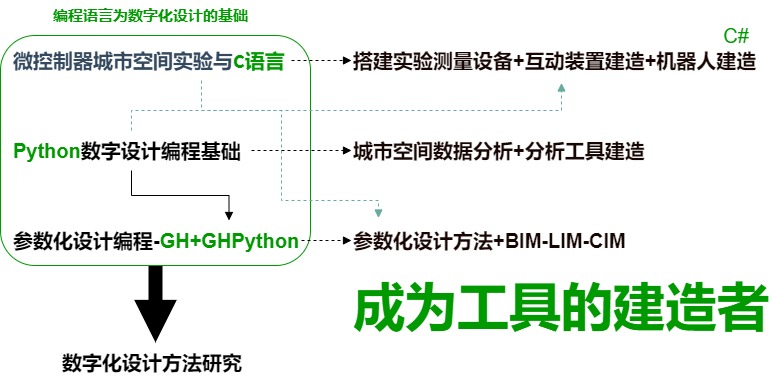 编程语言为数字化设计的基础
C#
微控制器城市空间实验与C语言
搭建实验测量设备+互动装置建造+机器人建造
Python数字设计编程基础
城市空间数据分析+分析工具建造
参数化设计编程-GH+GHPython
参数化设计方法+BIM-LIM-CIM
成为工具的建造者
数字化设计方法研究